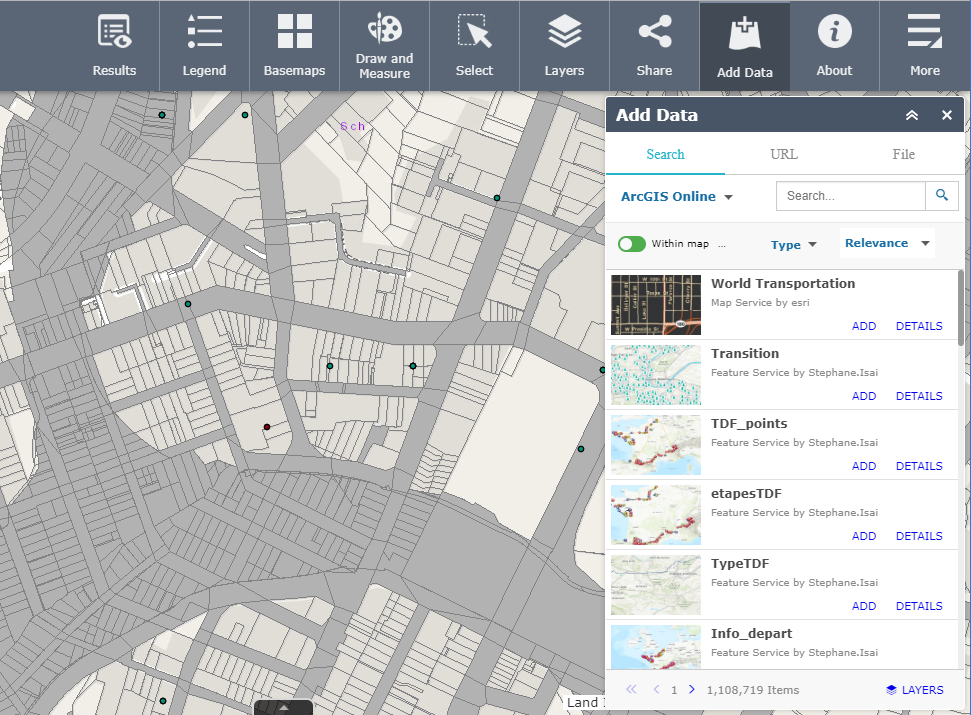 Results
Legend
Basemaps
Draw and
Measure
Select
Layers
Share
Add Data
About
More
Sch
Add Data
Search URL File
ArcGIS Online Search...
Within map ... Type Relevance
World Transportation
Map Service by esri
ADD DETAILS
Transition
Feature Service by Stephane.Isai
ADD DETAILS
TDF_points
Feature Service by Stephane.Isai
ADD DETAILS
etapesTDF
Feature Service by Stephane.Isai
ADD DETAILS
TypeTDF
Feature Service by Stephane.Isai
ADD DETAILS
Info_depart
Feature Service by Stephane.Isai
1 1,108,719 Items LAYERS
Land